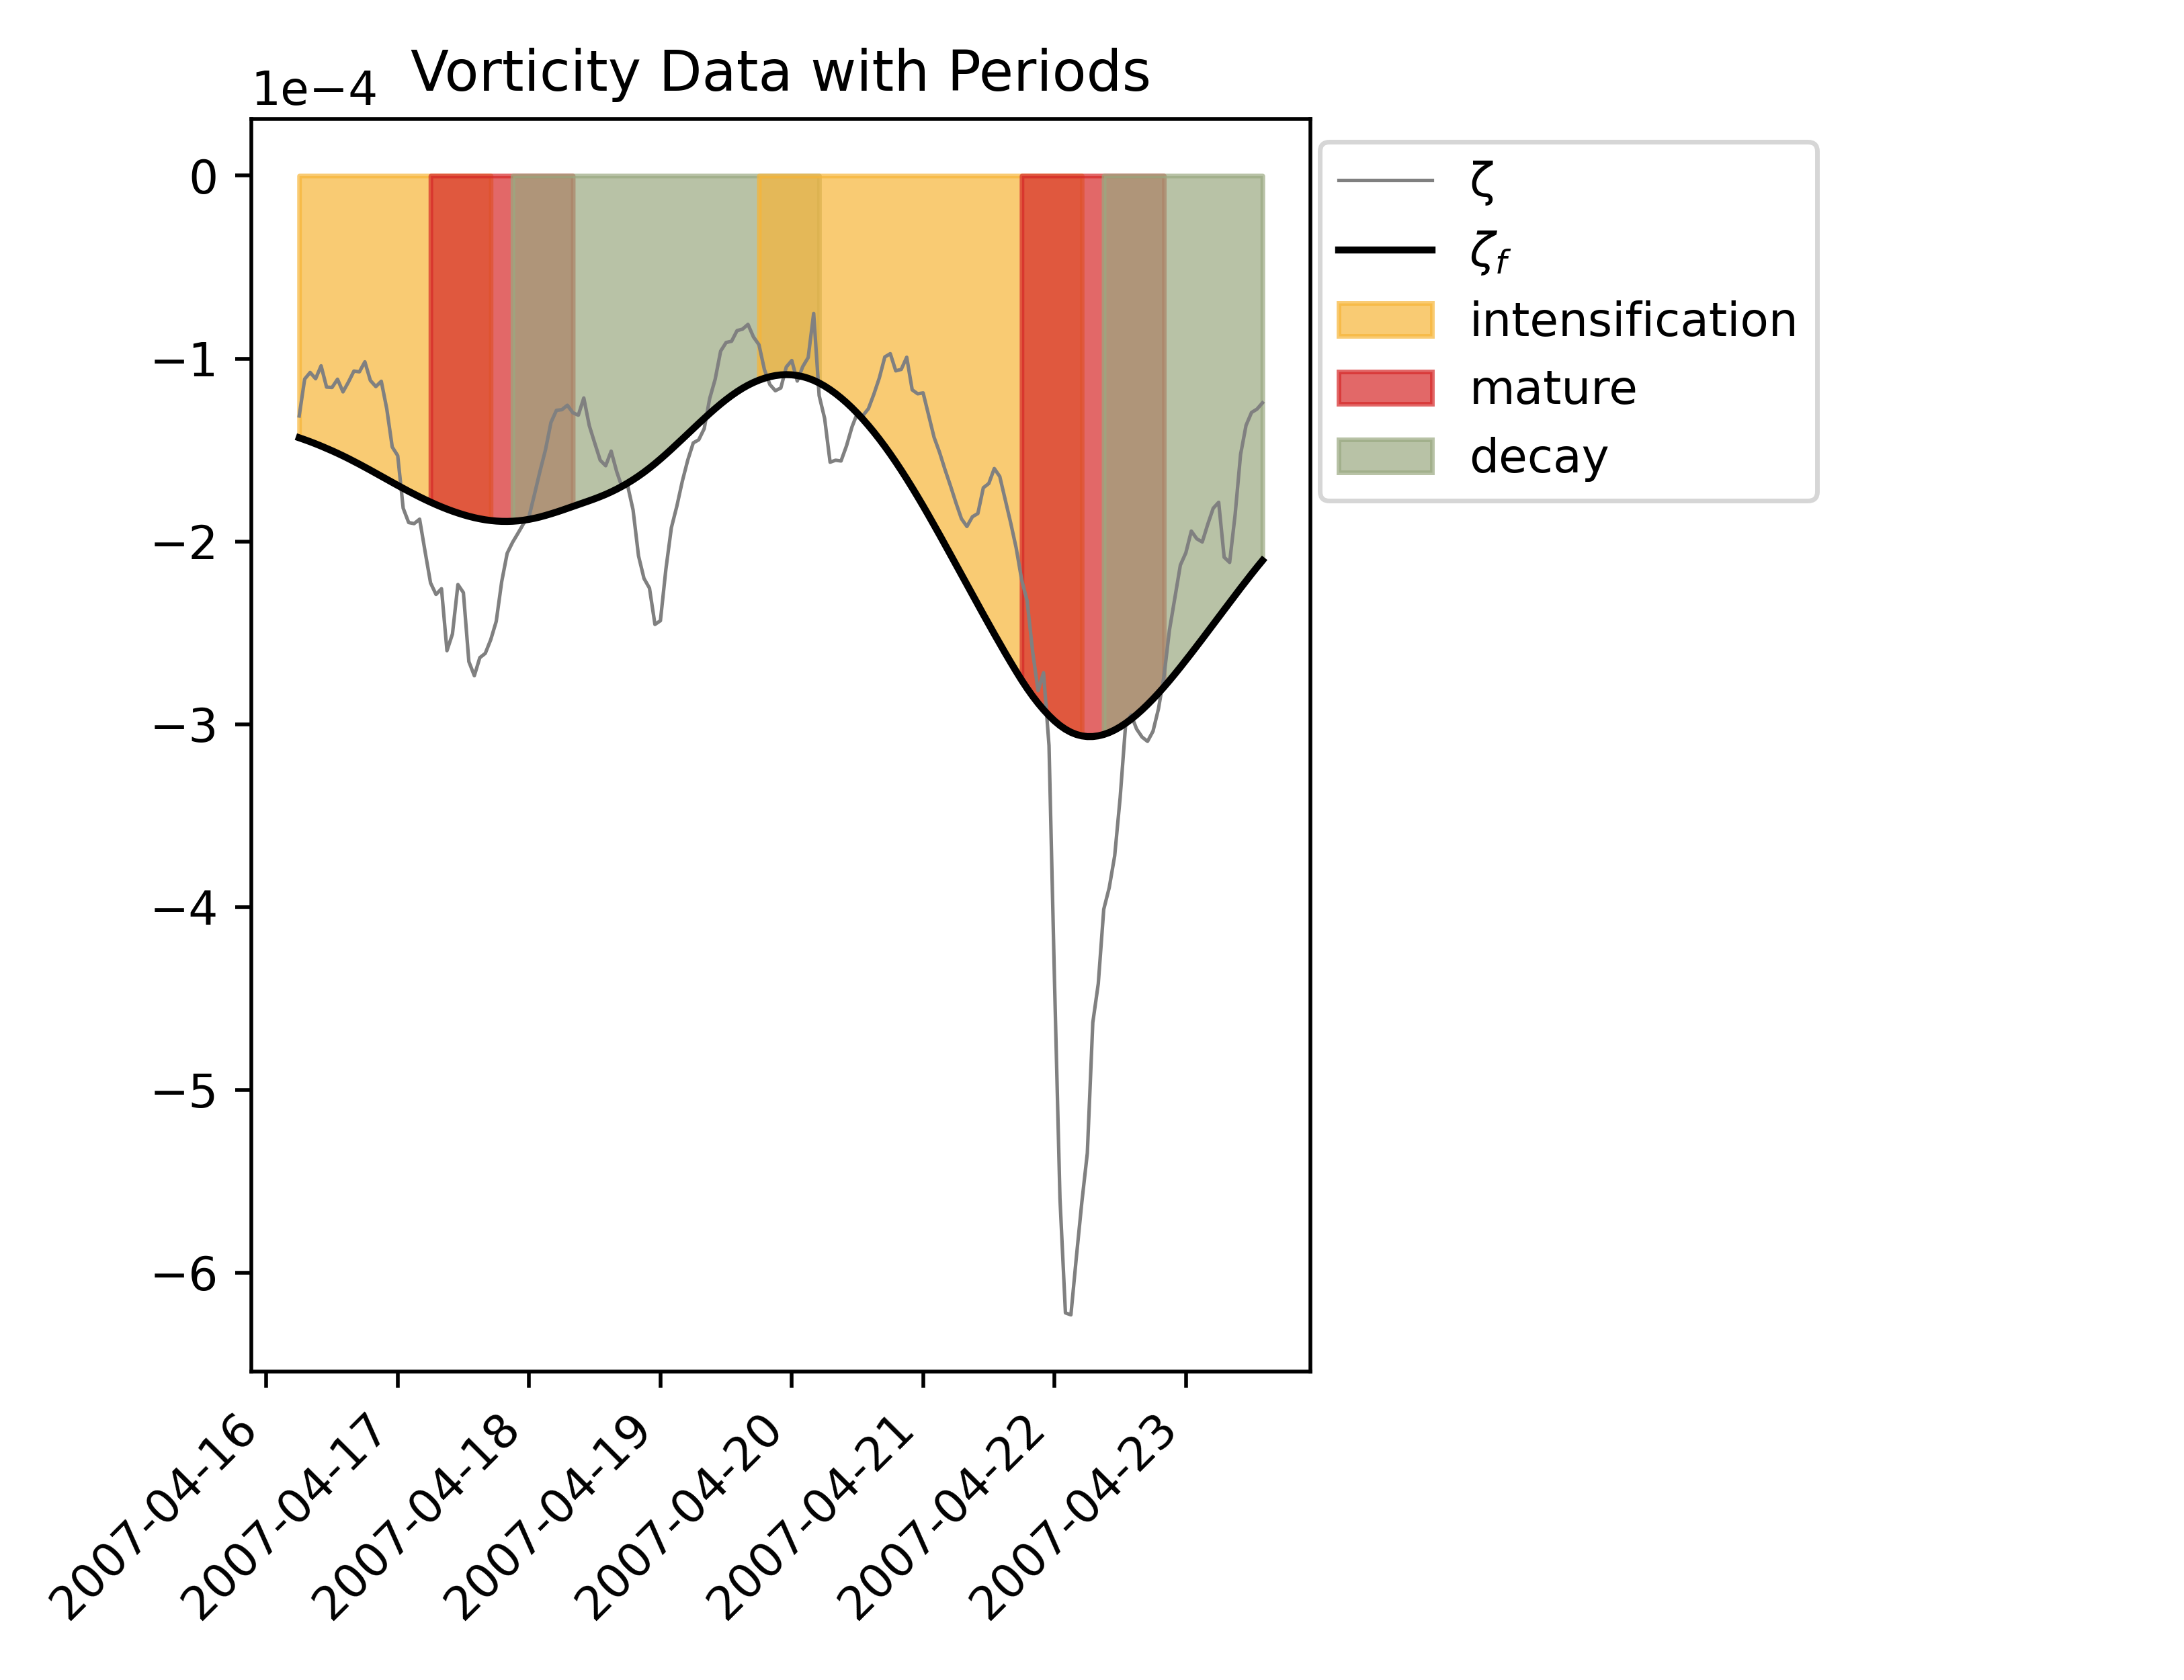 Vorticity Data with Periods
1e−4
0
−1
−2
−3
−4
−5
−6
2007-04-16
2007-04-17
2007-04-18
2007-04-19
2007-04-20
2007-04-21
2007-04-22
2007-04-23
ζ
ζf
intensification
mature
decay